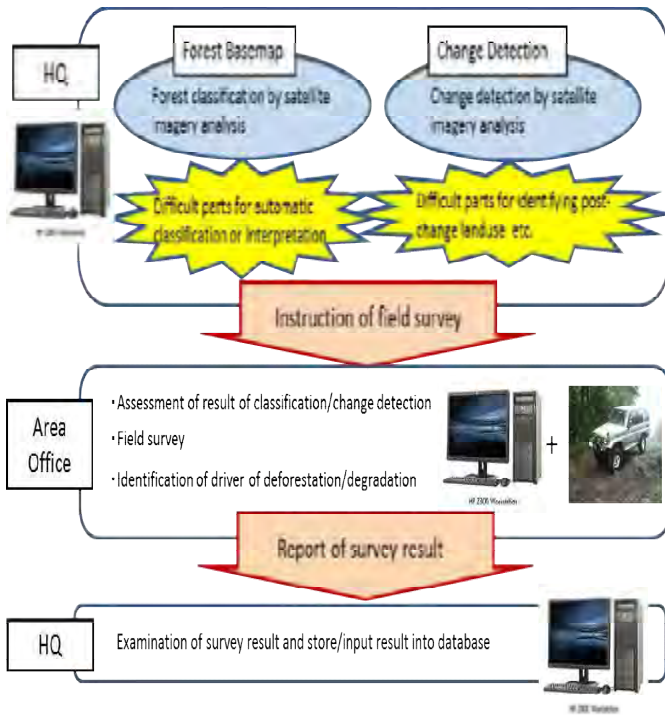 Forest Basemap
Change Detection
HQ
Forest classification by satellite
imagery analysis
Change detection by satellite
imagery analysis
Difficult parts for automatic
classification or interpretation
Difficult parts for identifying post-
change landuse etc.
Instruction of field survey
Area
Office
・Assessment of result of classification/change detection
・Field survey
・Identification of driver of deforestation/degradation
+
Workstation
Report of survey result
HQ
Examination of survey result and store/input result into database